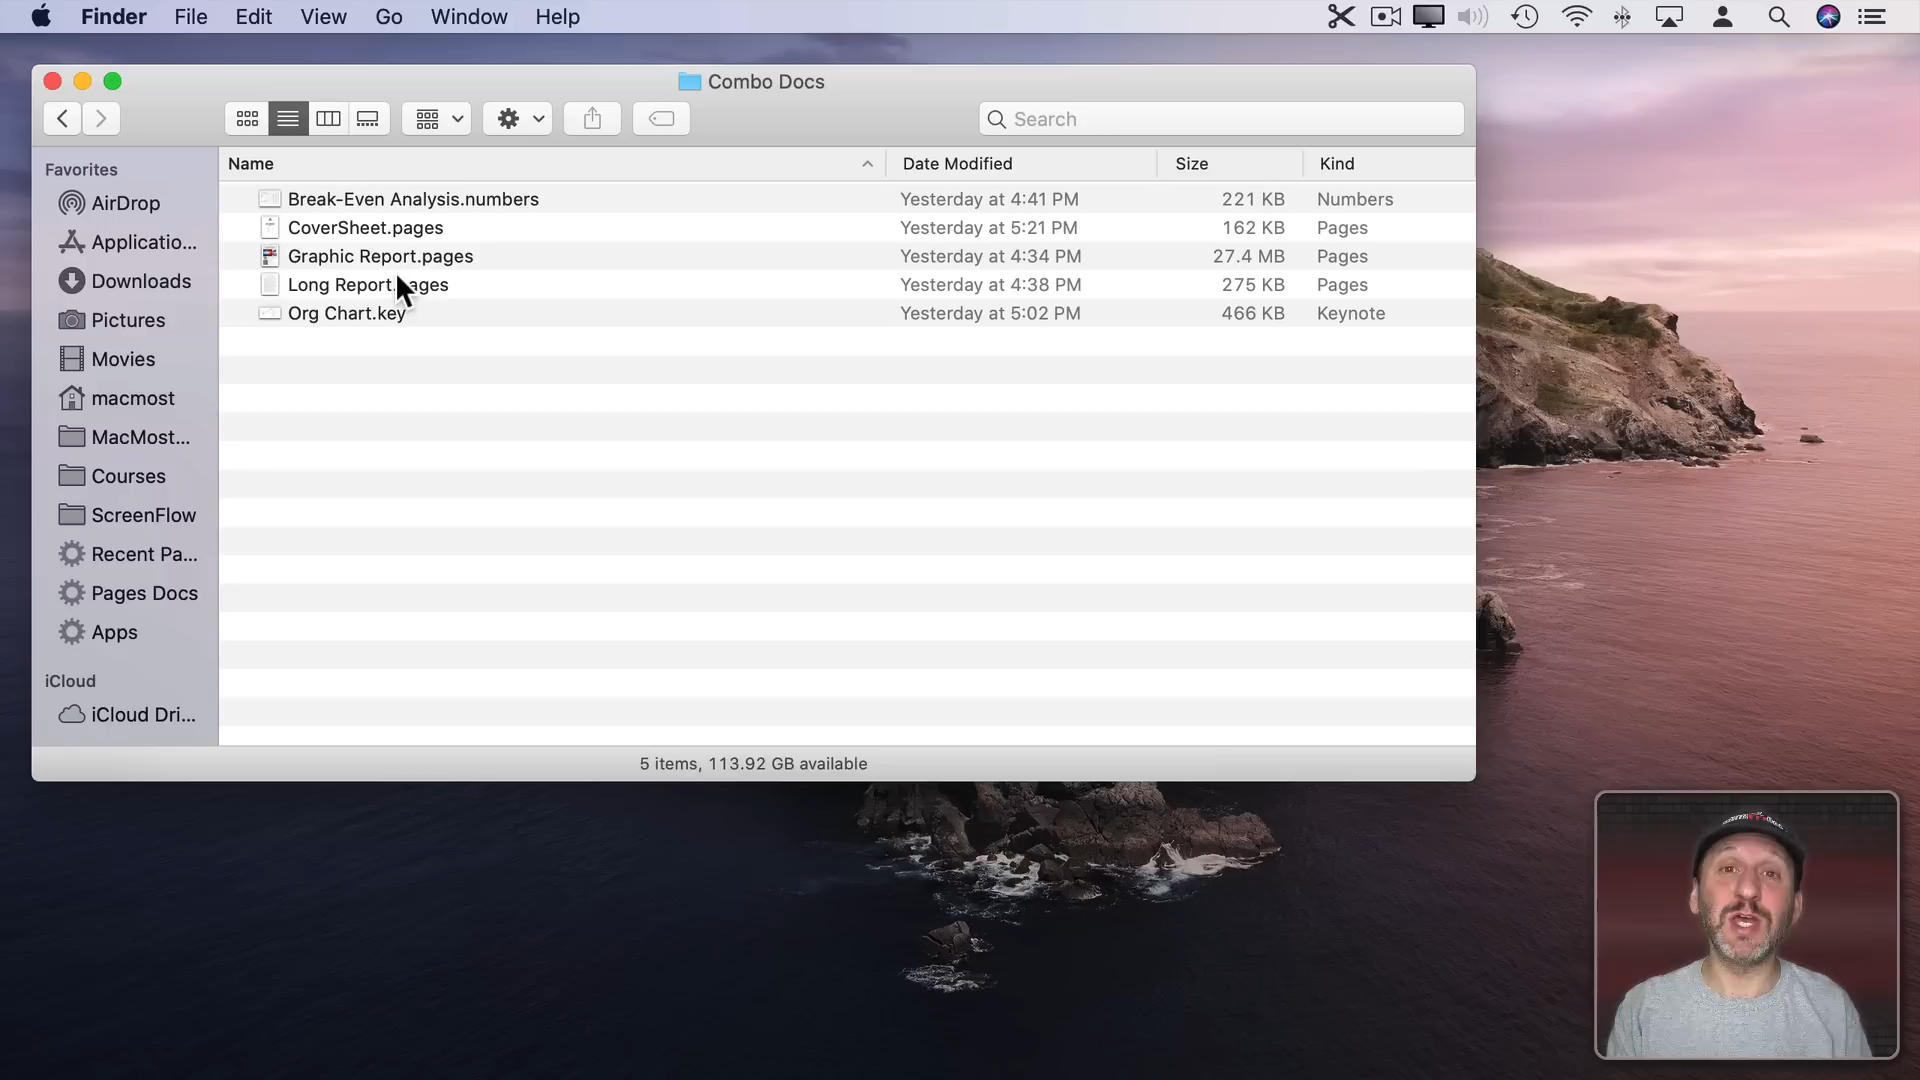 Finder File Edit View Go Window Help
Combo Docs
Search
Favorites
AirDrop
Applicatio...
Downloads
Pictures
Movies
macmost
MacMost...
Courses
ScreenFlow
Recent Pa...
Pages Docs
Apps
iCloud
iCloud Dri...
Name Date Modified Size Kind
Break-Even Analysis.numbers Yesterday at 4:41 PM 221 KB Numbers
CoverSheet.pages Yesterday at 5:21 PM 162 KB Pages
Graphic Report.pages Yesterday at 4:34 PM 27.4 MB Pages
Long Report.pages Yesterday at 4:38 PM 275 KB Pages
Org Chart.key Yesterday at 5:02 PM 466 KB Keynote
5 items, 113.92 GB available